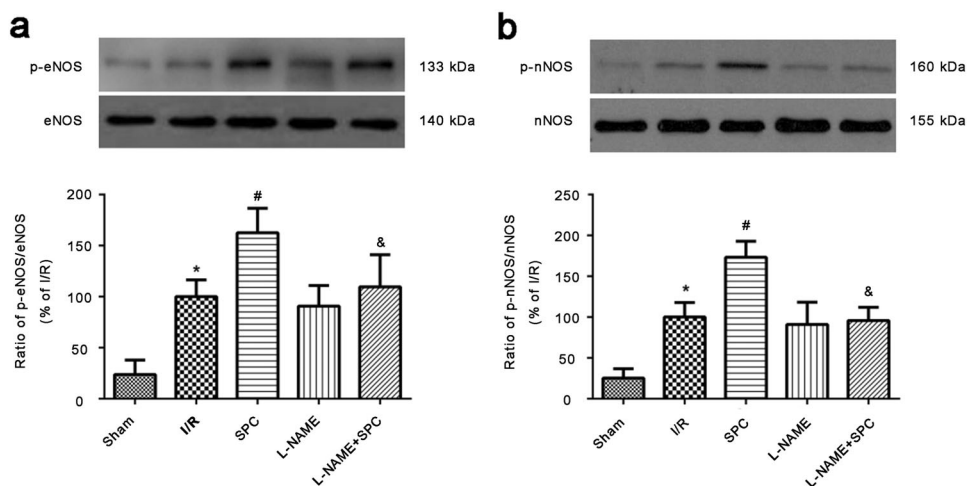 a
p-eNOS 133 kDa
eNOS 140 kDa
Ratio of p-eNOS/eNOS
(% of I/R)
200
150
100
50
0
*
#
&
Sham
I/R
SPC
L-NAME
L-NAME+SPC
b
p-nNOS 160 kDa
nNOS 155 kDa
Ratio of p-nNOS/nNOS
(% of I/R)
250
200
150
100
50
0
*
#
&
Sham
I/R
SPC
L-NAME
L-NAME+SPC